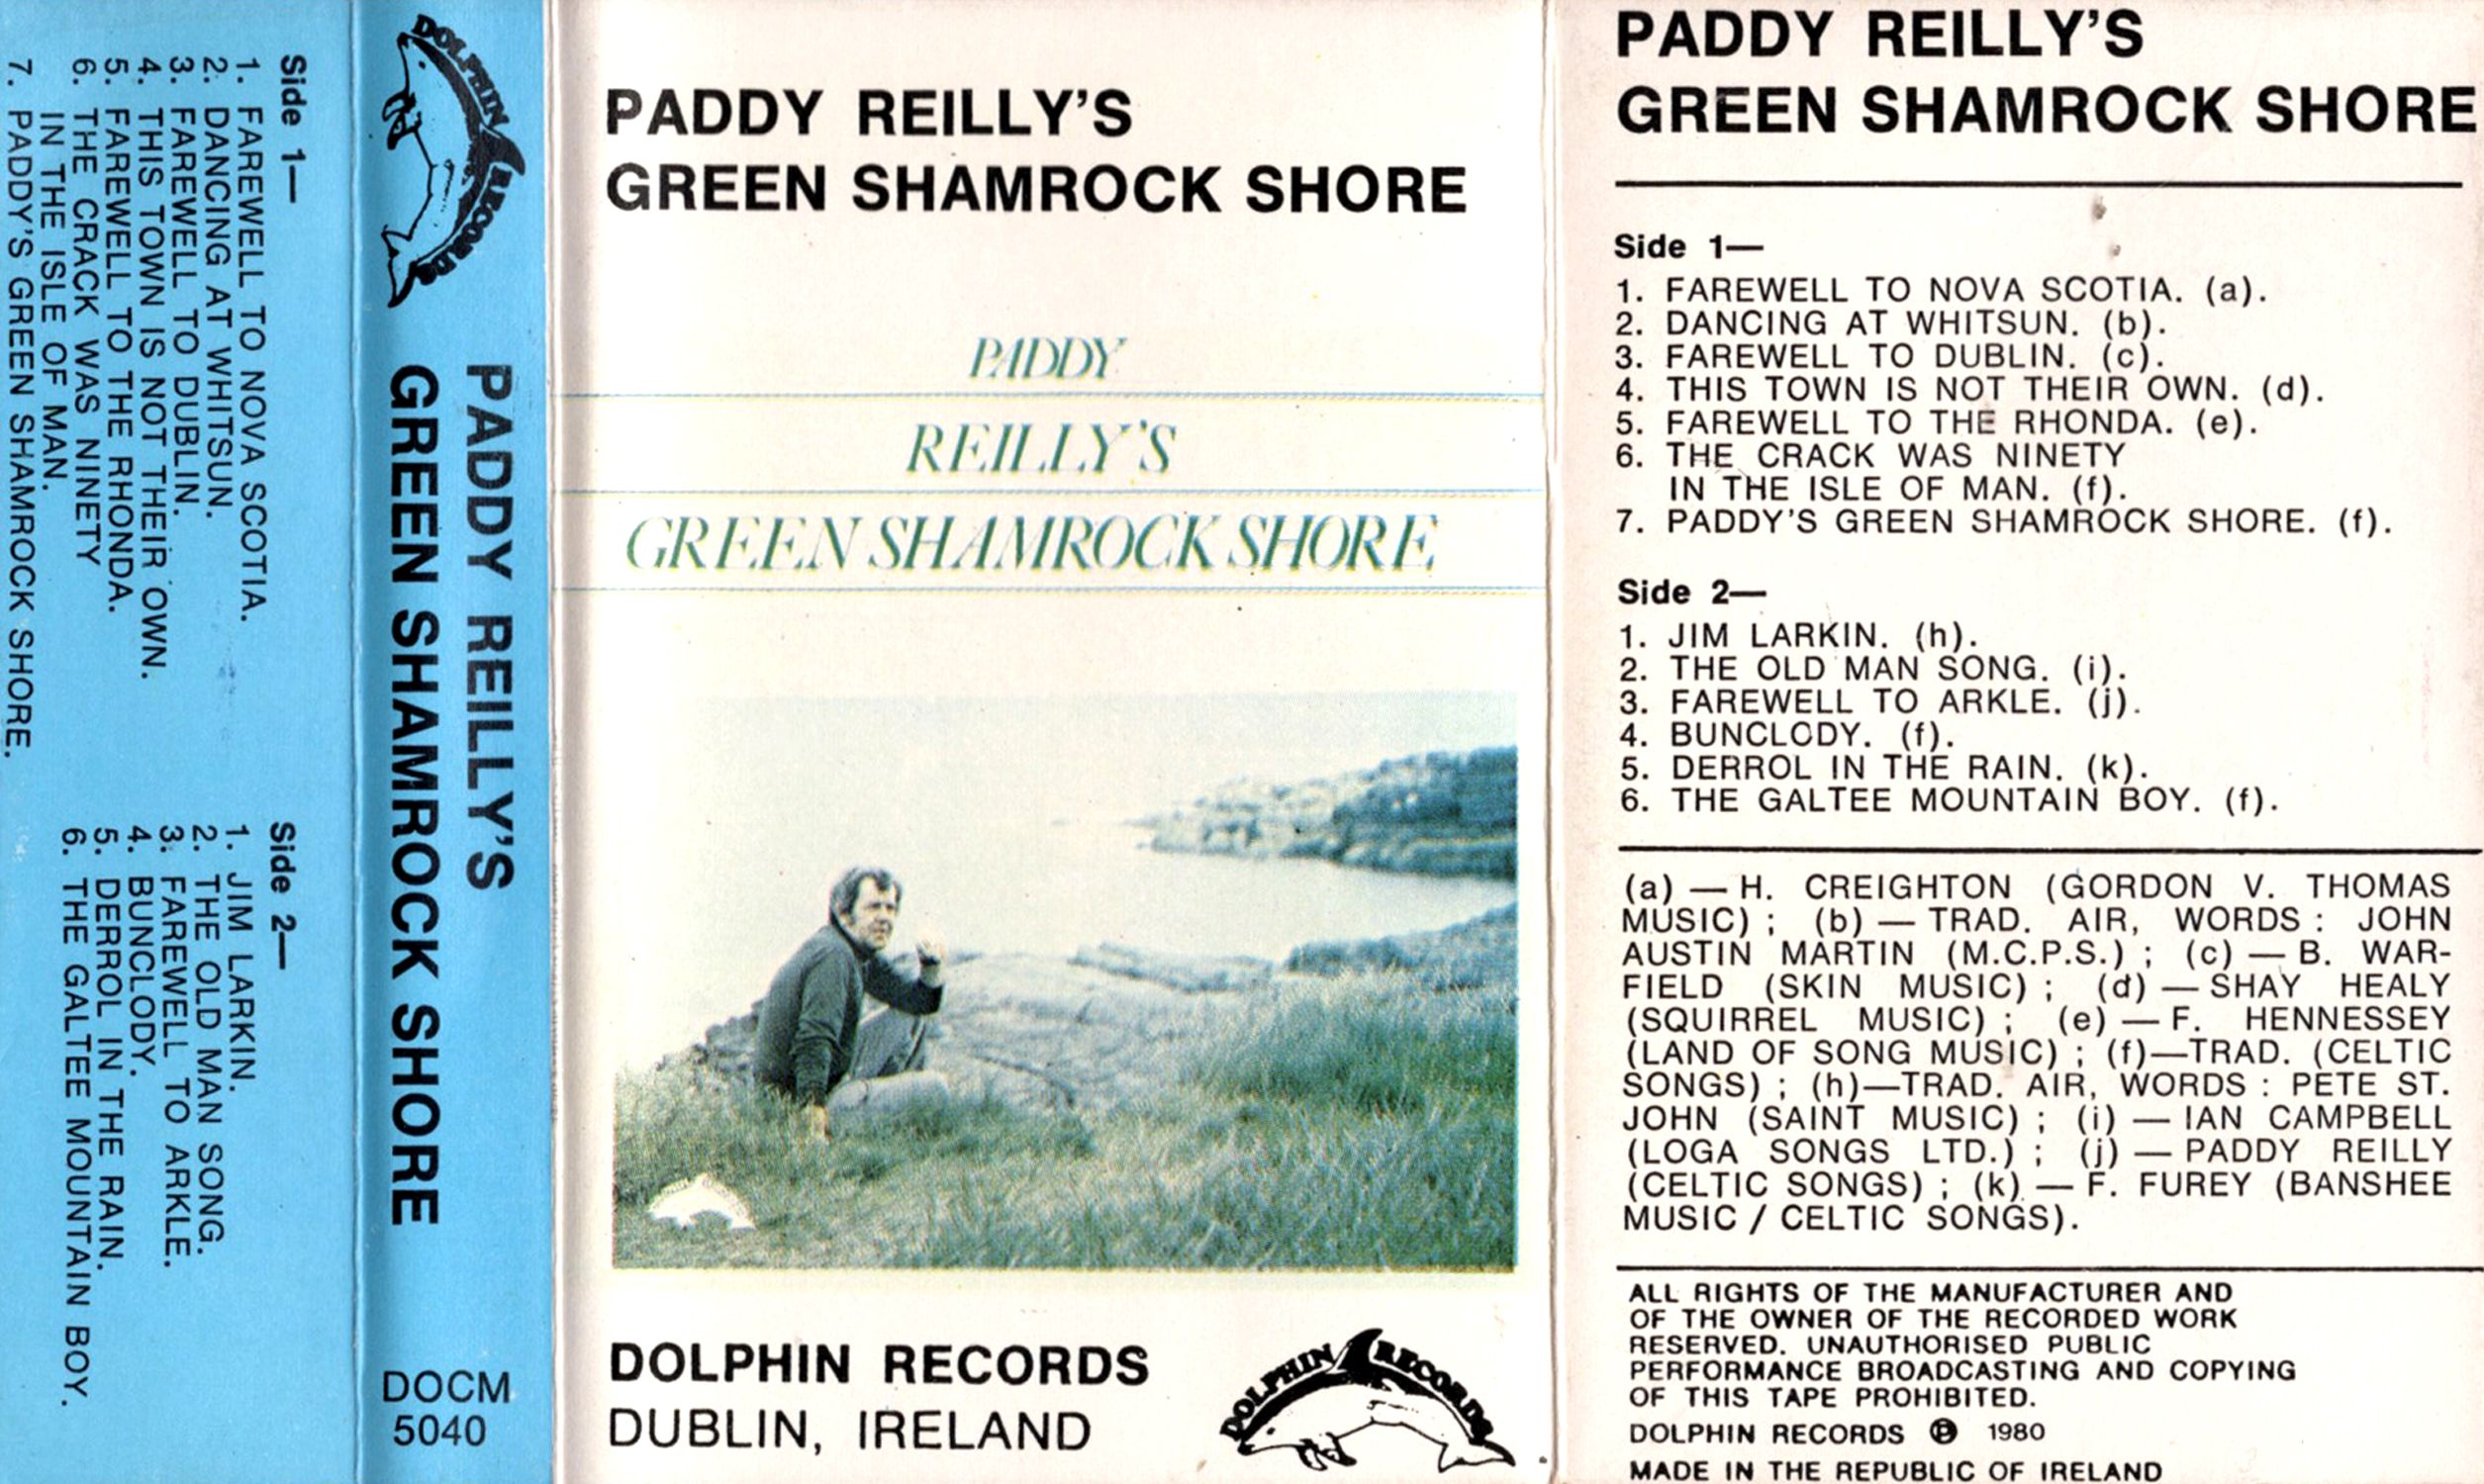 Side 1—
1. FAREWELL TO NOVA SCOTIA.
2. DANCING AT WHITSUN.
3. FAREWELL TO DUBLIN.
4. THIS TOWN IS NOT THEIR OWN.
5. FAREWELL TO THE RHONDA.
6. THE CRACK WAS NINETY
IN THE ISLE OF MAN.
7. PADDY'S GREEN SHAMROCK SHORE.
Side 2—
1. JIM LARKIN.
2. THE OLD MAN SONG.
3. FAREWELL TO ARKLE.
4. BUNCLODY.
5. DERROL IN THE RAIN.
6. THE GALTEE MOUNTAIN BOY.
DOLPHIN RECORDS
PADDY REILLY'S
GREEN SHAMROCK SHORE
DOCM
5040
PADDY REILLY'S
GREEN SHAMROCK SHORE
PADDY
REILLY'S
GREEN SHAMROCK SHORE
DOLPHIN RECORDS
DUBLIN, IRELAND
DOLPHIN RECORDS
PADDY REILLY'S
GREEN SHAMROCK SHORE
Side 1—
1. FAREWELL TO NOVA SCOTIA. (a).
2. DANCING AT WHITSUN. (b).
3. FAREWELL TO DUBLIN. (c).
4. THIS TOWN IS NOT THEIR OWN. (d).
5. FAREWELL TO THE RHONDA. (e).
6. THE CRACK WAS NINETY
IN THE ISLE OF MAN. (f).
7. PADDY'S GREEN SHAMROCK SHORE. (f).
Side 2—
1. JIM LARKIN. (h).
2. THE OLD MAN SONG. (i).
3. FAREWELL TO ARKLE. (j).
4. BUNCLODY. (f).
5. DERROL IN THE RAIN. (k).
6. THE GALTEE MOUNTAIN BOY. (f).
(a) — H. CREIGHTON (GORDON V. THOMAS
MUSIC) ; (b) — TRAD. AIR, WORDS : JOHN
AUSTIN MARTIN (M.C.P.S.) ; (c) — B. WAR-
FIELD (SKIN MUSIC) ; (d) — SHAY HEALY
(SQUIRREL MUSIC) ; (e) — F. HENNESSEY
(LAND OF SONG MUSIC) ; (f)—TRAD. (CELTIC
SONGS) ; (h)—TRAD. AIR, WORDS : PETE ST.
JOHN (SAINT MUSIC) ; (i) — IAN CAMPBELL
(LOGA SONGS LTD.) ; (j) — PADDY REILLY
(CELTIC SONGS) ; (k) — F. FUREY (BANSHEE
MUSIC / CELTIC SONGS).
ALL RIGHTS OF THE MANUFACTURER AND
OF THE OWNER OF THE RECORDED WORK
RESERVED. UNAUTHORISED PUBLIC
PERFORMANCE BROADCASTING AND COPYING
OF THIS TAPE PROHIBITED.
DOLPHIN RECORDS ℗ 1980
MADE IN THE REPUBLIC OF IRELAND